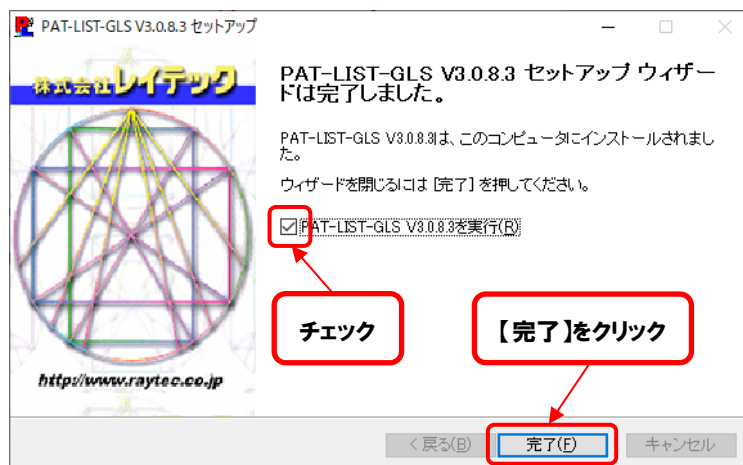 PAT-LIST-GLS V3.0.8.3 セットアップ
株式会社レイテック
PAT-LIST-GLS V3.0.8.3 セットアップ ウィザー
ドは完了しました。
PAT-LIST-GLS V3.0.8.3は、このコンピュータにインストールされまし
た。
ウィザードを閉じるには [完了] を押してください。
PAT-LIST-GLS V3.0.8.3を実行(R)
チェック
【完了】をクリック
http://www.raytec.co.jp
< 戻る(B)
完了(F)
キャンセル